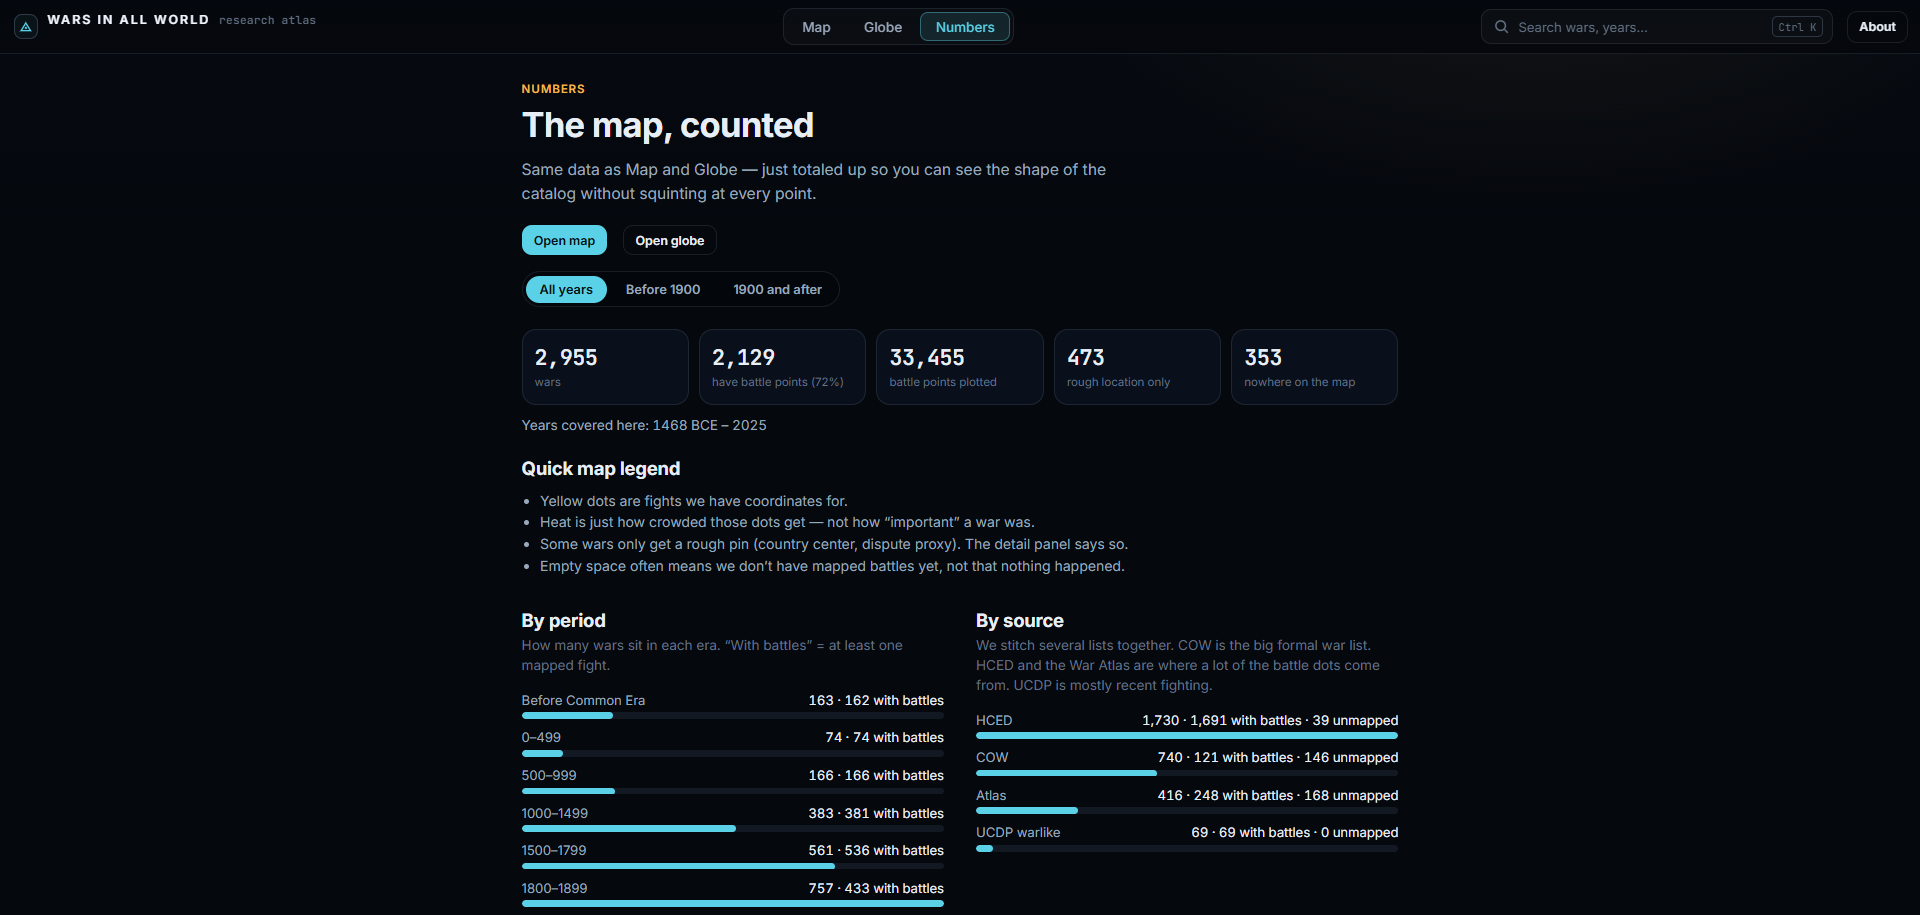 WARS IN ALL WORLD research atlas
Map Globe Numbers
Search wars, years... Ctrl K
About
NUMBERS
The map, counted
Same data as Map and Globe — just totaled up so you can see the shape of the
catalog without squinting at every point.
Open map Open globe
All years Before 1900 1900 and after
2,955
wars
2,129
have battle points (72%)
33,455
battle points plotted
473
rough location only
353
nowhere on the map
Years covered here: 1468 BCE – 2025
Quick map legend
• Yellow dots are fights we have coordinates for.
• Heat is just how crowded those dots get — not how “important” a war was.
• Some wars only get a rough pin (country center, dispute proxy). The detail panel says so.
• Empty space often means we don’t have mapped battles yet, not that nothing happened.
By period
How many wars sit in each era. “With battles” = at least one
mapped fight.
Before Common Era 163 · 162 with battles
0–499 74 · 74 with battles
500–999 166 · 166 with battles
1000–1499 383 · 381 with battles
1500–1799 561 · 536 with battles
1800–1899 757 · 433 with battles
By source
We stitch several lists together. COW is the big formal war list.
HCED and the War Atlas are where a lot of the battle dots come
from. UCDP is mostly recent fighting.
HCED 1,730 · 1,691 with battles · 39 unmapped
COW 740 · 121 with battles · 146 unmapped
Atlas 416 · 248 with battles · 168 unmapped
UCDP warlike 69 · 69 with battles · 0 unmapped